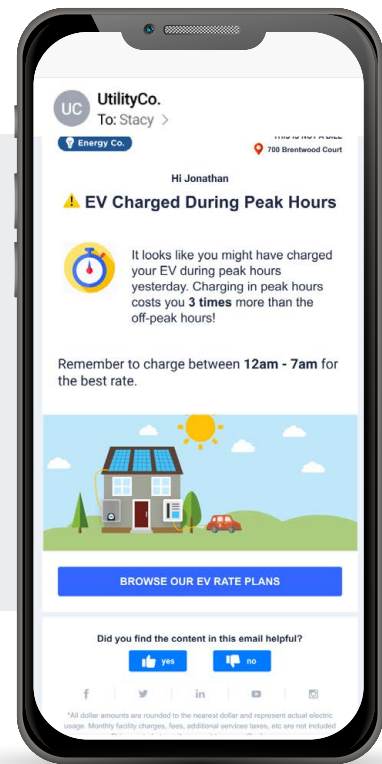 UC
UtilityCo.
To: Stacy >
Energy Co.
THIS IS NOT A BILL
700 Brentwood Court
Hi Jonathan
EV Charged During Peak Hours
It looks like you might have charged
your EV during peak hours
yesterday. Charging in peak hours
costs you 3 times more than the
off-peak hours!
Remember to charge between 12am - 7am for
the best rate.
BROWSE OUR EV RATE PLANS
Did you find the content in this email helpful?
yes
no
*All dollar amounts are rounded to the nearest dollar and represent actual electric
usage. Monthly facility charges, fees, additional services taxes, etc are not included